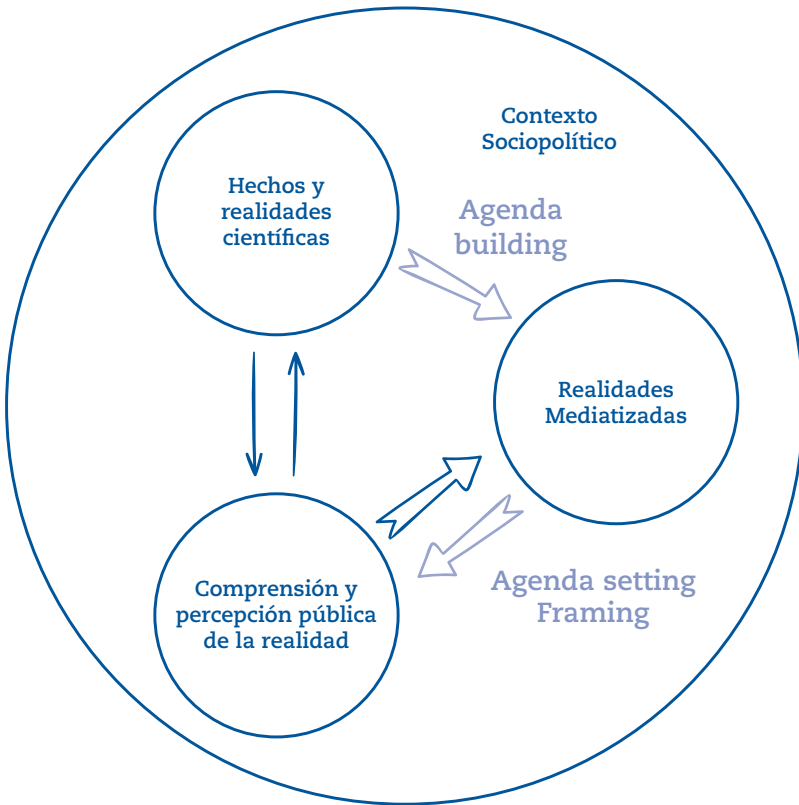 Contexto
Sociopolítico
Hechos y
realidades
científicas
Agenda
building
Realidades
Mediatizadas
Comprensión y
percepción pública
de la realidad
Agenda setting
Framing